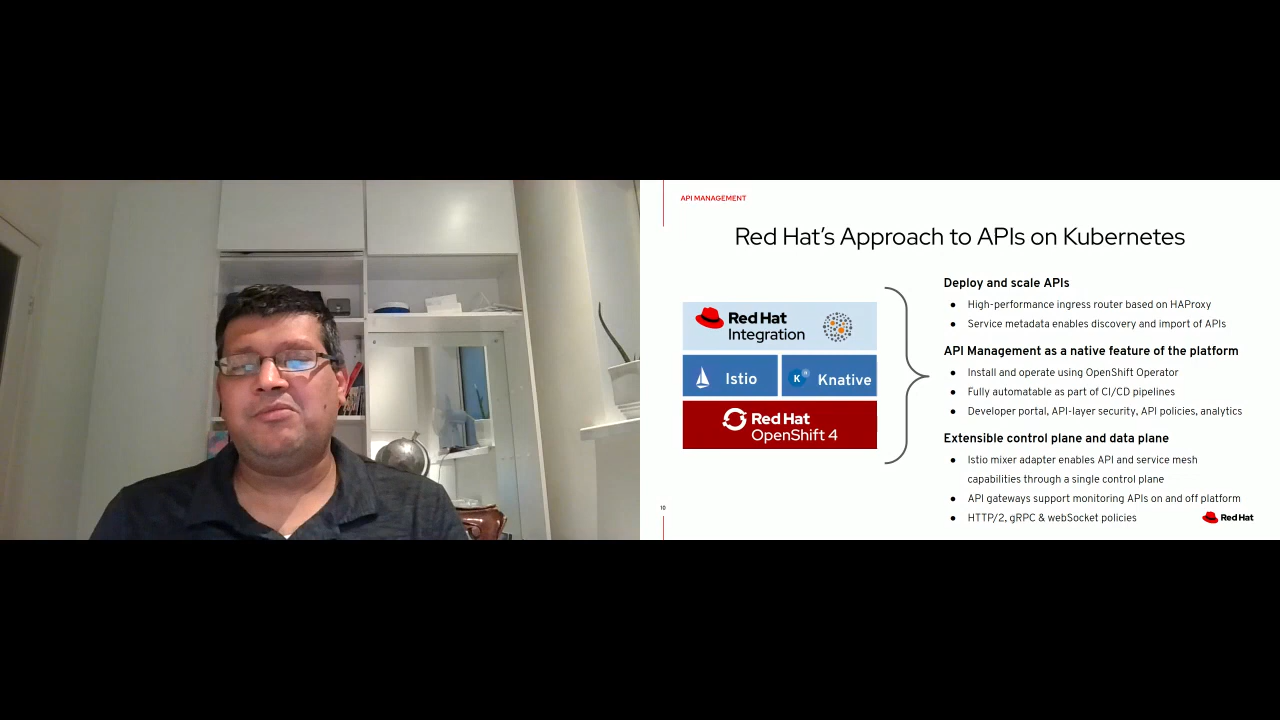 API MANAGEMENT
Red Hat's Approach to APIs on Kubernetes
Red Hat
Integration
Istio
K Knative
Red Hat
OpenShift 4
Deploy and scale APIs
● High-performance ingress router based on HAProxy
● Service metadata enables discovery and import of APIs
API Management as a native feature of the platform
● Install and operate using OpenShift Operator
● Fully automatable as part of CI/CD pipelines
● Developer portal, API-layer security, API policies, analytics
Extensible control plane and data plane
● Istio mixer adapter enables API and service mesh
capabilities through a single control plane
● API gateways support monitoring APIs on and off platform
● HTTP/2, gRPC & webSocket policies
10
Red Hat